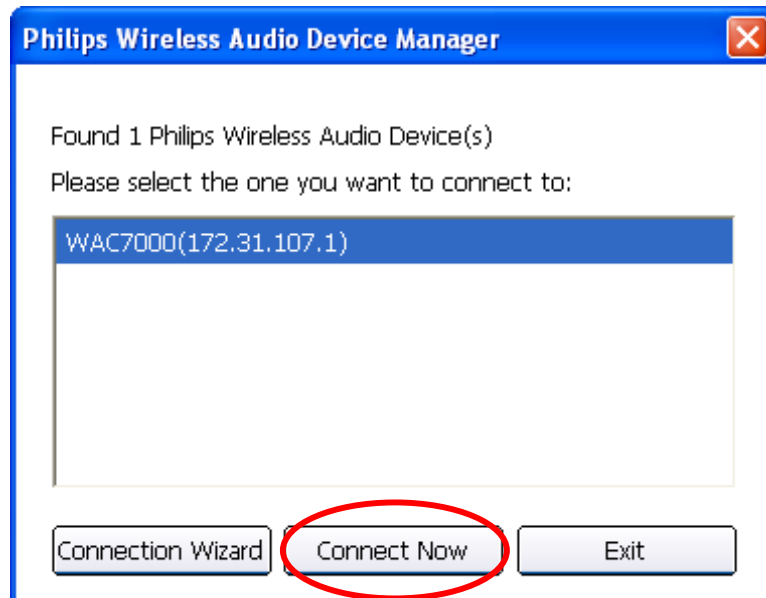 Philips Wireless Audio Device Manager
Found 1 Philips Wireless Audio Device(s)
Please select the one you want to connect to:
WAC7000(172.31.107.1)
Connection Wizard Connect Now Exit